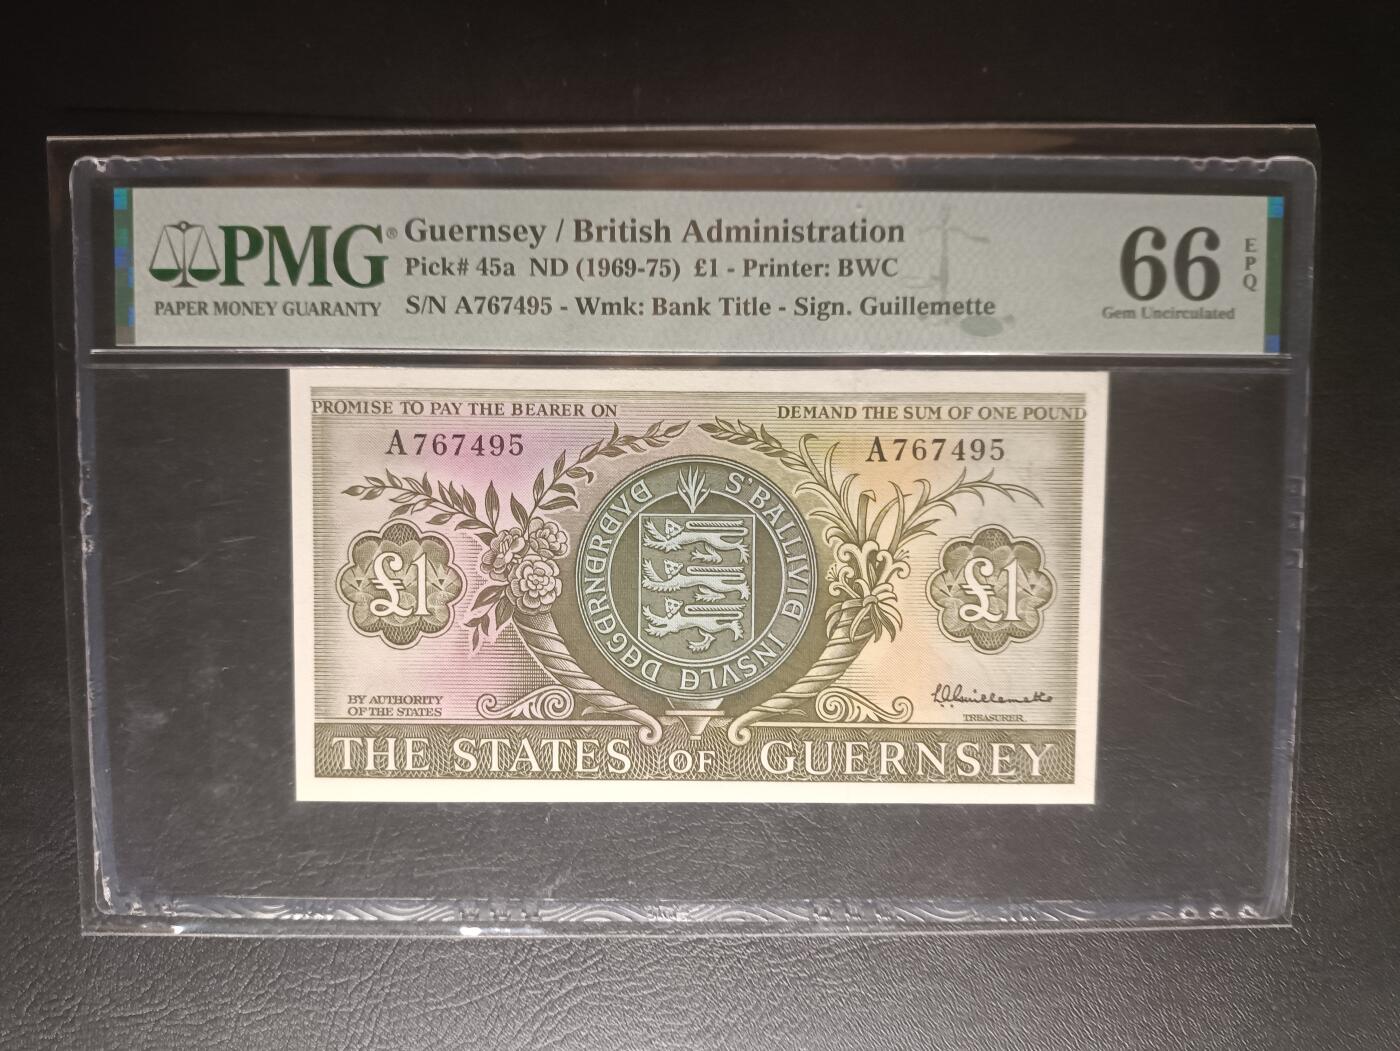 PMG®
PAPER MONEY GUARANTY
Guernsey / British Administration
Pick# 45a ND (1969-75) £1 - Printer: BWC
S/N A767495 - Wmk: Bank Title - Sign. Guillemette
66
EPQ
Gem Uncirculated
PROMISE TO PAY THE BEARER ON
DEMAND THE SUM OF ONE POUND
A767495
A767495
S'BALLIVIE INSVLE
£1
£1
BY AUTHORITY
OF THE STATES
Guillemette
TREASURER
THE STATES OF GUERNSEY